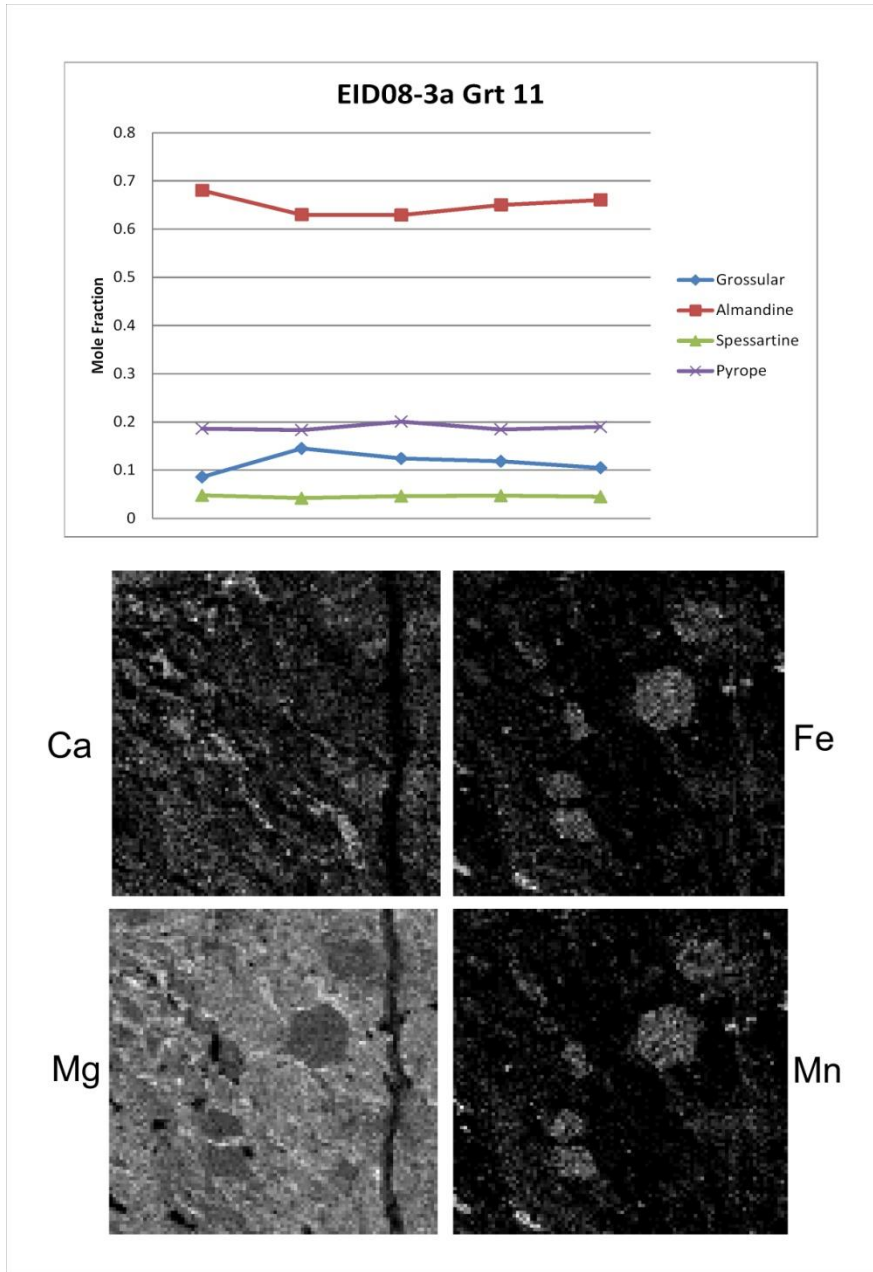 EID08-3a Grt 11
0.8
0.7
0.6
0.5
0.4
0.3
0.2
0.1
0
Mole Fraction
Grossular
Almandine
Spessartine
Pyrope
Ca
Fe
Mg
Mn